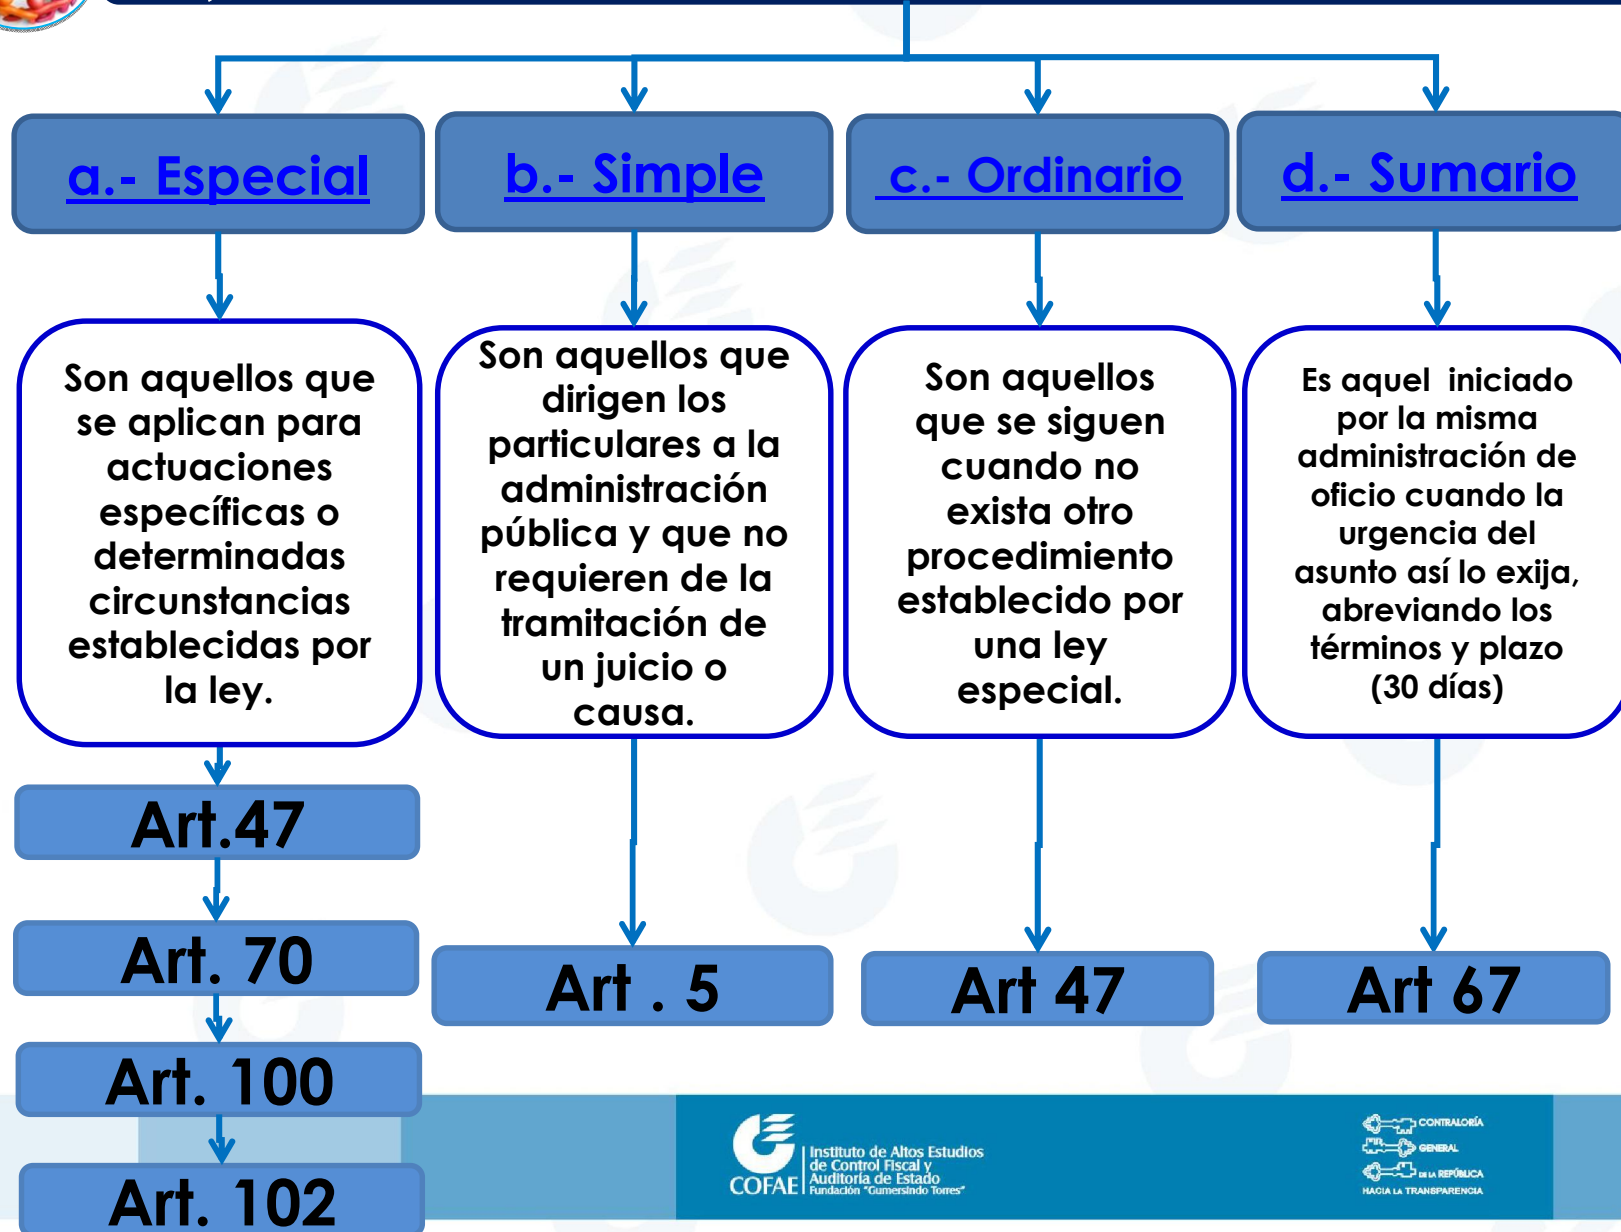 a.- Especial
b.- Simple
c.- Ordinario
d.- Sumario
Son aquellos que
se aplican para
actuaciones
específicas o
determinadas
circunstancias
establecidas por
la ley.
Son aquellos que
dirigen los
particulares a la
administración
pública y que no
requieren de la
tramitación de
un juicio o
causa.
Son aquellos
que se siguen
cuando no
exista otro
procedimiento
establecido por
una ley
especial.
Es aquel iniciado
por la misma
administración de
oficio cuando la
urgencia del
asunto así lo exija,
abreviando los
términos y plazo
(30 días)
Art.47
Art. 70
Art. 100
Art. 102
Art . 5
Art 47
Art 67
COFAE
Instituto de Altos Estudios
de Control Fiscal y
Auditoría de Estado
Fundación "Gumersindo Torres"
CONTRALORÍA
GENERAL
DE LA REPÚBLICA
HACIA LA TRANSPARENCIA